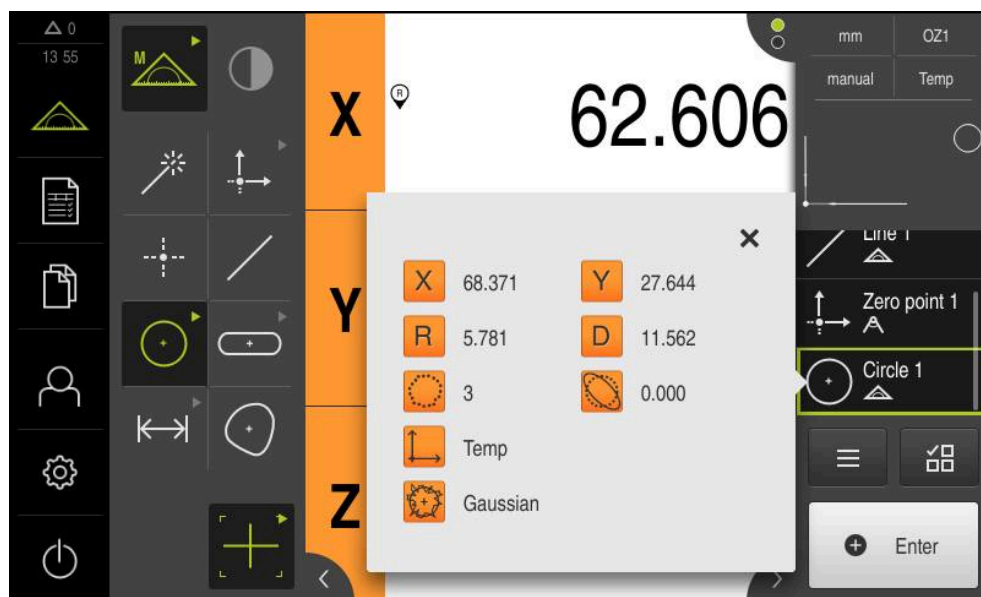 0
13 55
M
X
R
62.606
Y
Z
X 68.371
Y 27.644
R 5.781
D 11.562
3
0.000
Temp
Gaussian
mm
OZ1
manual
Temp
Line 1
Zero point 1
Circle 1
Enter